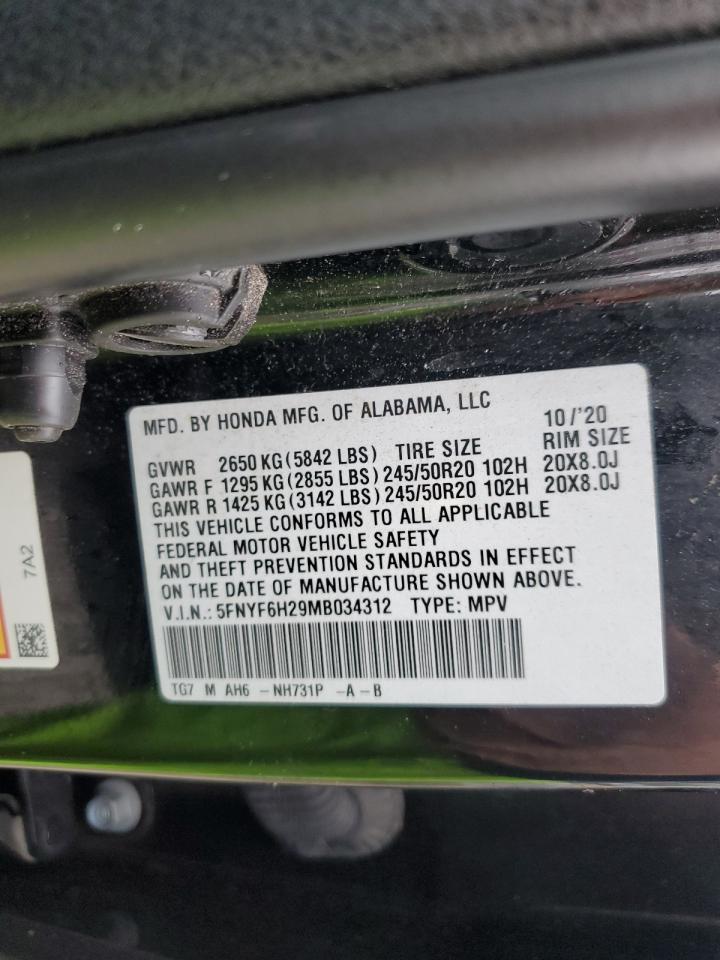 MFD. BY HONDA MFG. OF ALABAMA, LLC 10/'20
GVWR 2650 KG (5842 LBS) TIRE SIZE RIM SIZE
GAWR F 1295 KG (2855 LBS) 245/50R20 102H 20X8.0J
GAWR R 1425 KG (3142 LBS) 245/50R20 102H 20X8.0J
THIS VEHICLE CONFORMS TO ALL APPLICABLE
FEDERAL MOTOR VEHICLE SAFETY
AND THEFT PREVENTION STANDARDS IN EFFECT
ON THE DATE OF MANUFACTURE SHOWN ABOVE.
V.I.N.: 5FNYF6H29MB034312 TYPE: MPV
TG7 M AH6 - NH731P - A - B
7A2